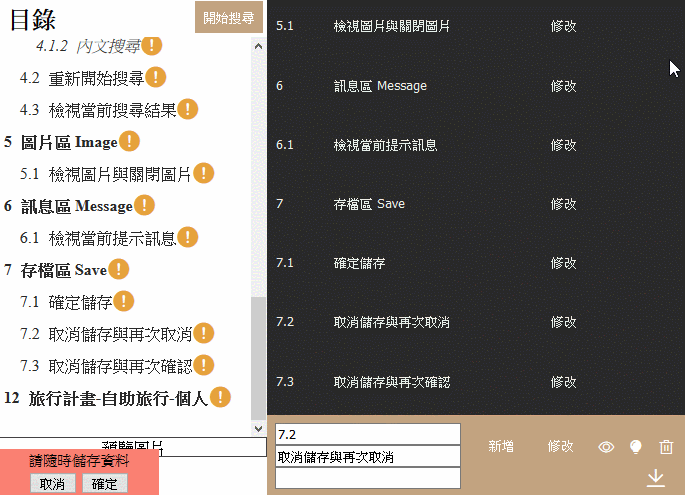 目錄
開始搜尋
4.1.2 內文搜尋
4.2 重新開始搜尋
4.3 檢視當前搜尋結果
5 圖片區 Image
5.1 檢視圖片與關閉圖片
6 訊息區 Message
6.1 檢視當前提示訊息
7 存檔區 Save
7.1 確定儲存
7.2 取消儲存與再次取消
7.3 取消儲存與再次確認
12 旅行計畫-自助旅行-個人
預覽圖片
請隨時儲存資料
取消 確定
5.1 檢視圖片與關閉圖片 修改
6 訊息區 Message 修改
6.1 檢視當前提示訊息 修改
7 存檔區 Save 修改
7.1 確定儲存 修改
7.2 取消儲存與再次取消 修改
7.3 取消儲存與再次確認 修改
7.2
取消儲存與再次取消
新增 修改